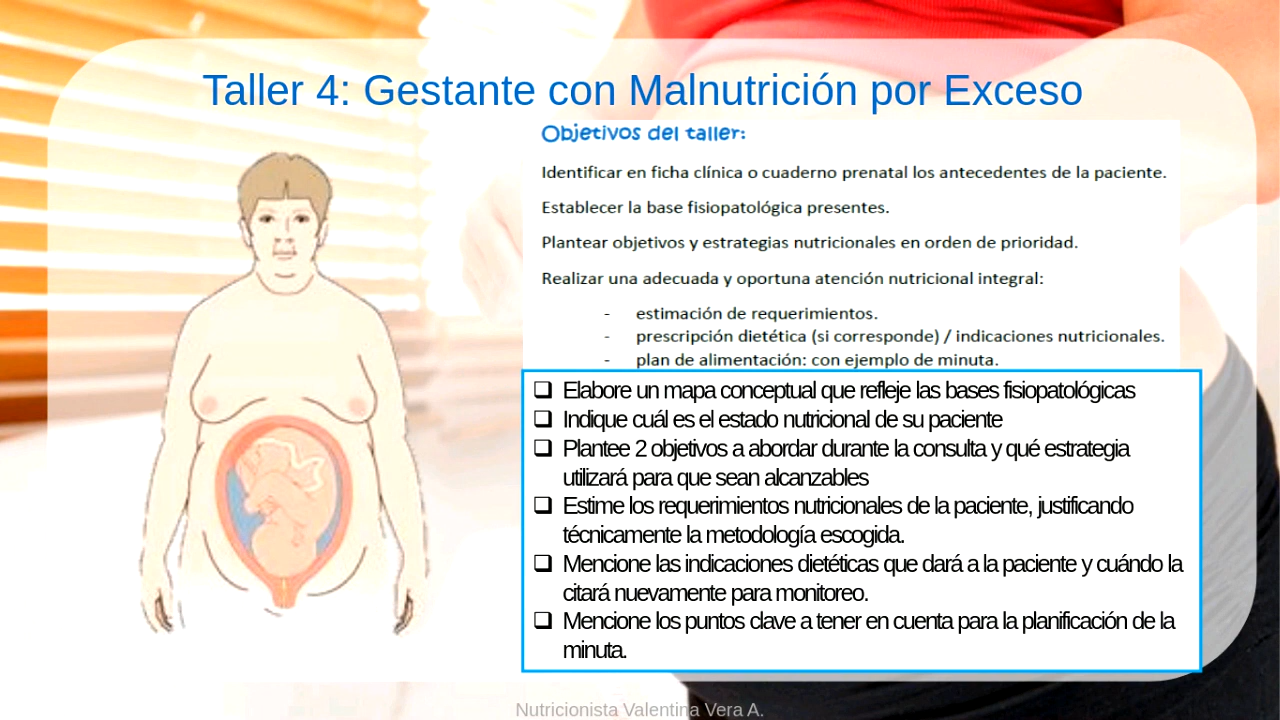 Taller 4: Gestante con Malnutrición por Exceso
Objetivos del taller:
Identificar en ficha clínica o cuaderno prenatal los antecedentes de la paciente.
Establecer la base fisiopatológica presentes.
Plantear objetivos y estrategias nutricionales en orden de prioridad.
Realizar una adecuada y oportuna atención nutricional integral:
- estimación de requerimientos.
- prescripción dietética (si corresponde) / indicaciones nutricionales.
- plan de alimentación: con ejemplo de minuta.
❑ Elabore un mapa conceptual que refleje las bases fisiopatológicas
❑ Indique cuál es el estado nutricional de su paciente
❑ Plantee 2 objetivos a abordar durante la consulta y qué estrategia
utilizará para que sean alcanzables
❑ Estime los requerimientos nutricionales de la paciente, justificando
técnicamente la metodología escogida.
❑ Mencione las indicaciones dietéticas que dará a la paciente y cuándo la
citará nuevamente para monitoreo.
❑ Mencione los puntos clave a tener en cuenta para la planificación de la
minuta.
Nutricionista Valentina Vera A.